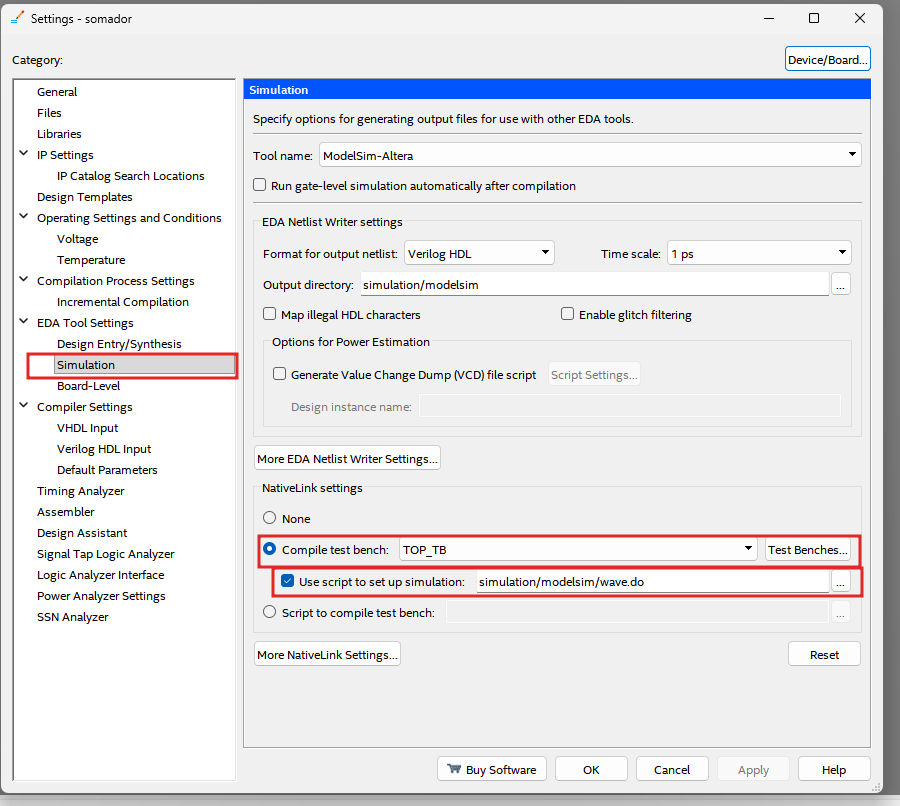 Settings - somador
Category:
Device/Board...
General
Files
Libraries
IP Settings
IP Catalog Search Locations
Design Templates
Operating Settings and Conditions
Voltage
Temperature
Compilation Process Settings
Incremental Compilation
EDA Tool Settings
Design Entry/Synthesis
Simulation
Board-Level
Compiler Settings
VHDL Input
Verilog HDL Input
Default Parameters
Timing Analyzer
Assembler
Design Assistant
Signal Tap Logic Analyzer
Logic Analyzer Interface
Power Analyzer Settings
SSN Analyzer
Simulation
Specify options for generating output files for use with other EDA tools.
Tool name: ModelSim-Altera
Run gate-level simulation automatically after compilation
EDA Netlist Writer settings
Format for output netlist: Verilog HDL Time scale: 1 ps
Output directory: simulation/modelsim ...
Map illegal HDL characters Enable glitch filtering
Options for Power Estimation
Generate Value Change Dump (VCD) file script Script Settings...
Design instance name:
More EDA Netlist Writer Settings...
NativeLink settings
None
Compile test bench: TOP_TB Test Benches...
Use script to set up simulation: simulation/modelsim/wave.do ...
Script to compile test bench: ...
More NativeLink Settings... Reset
Buy Software OK Cancel Apply Help